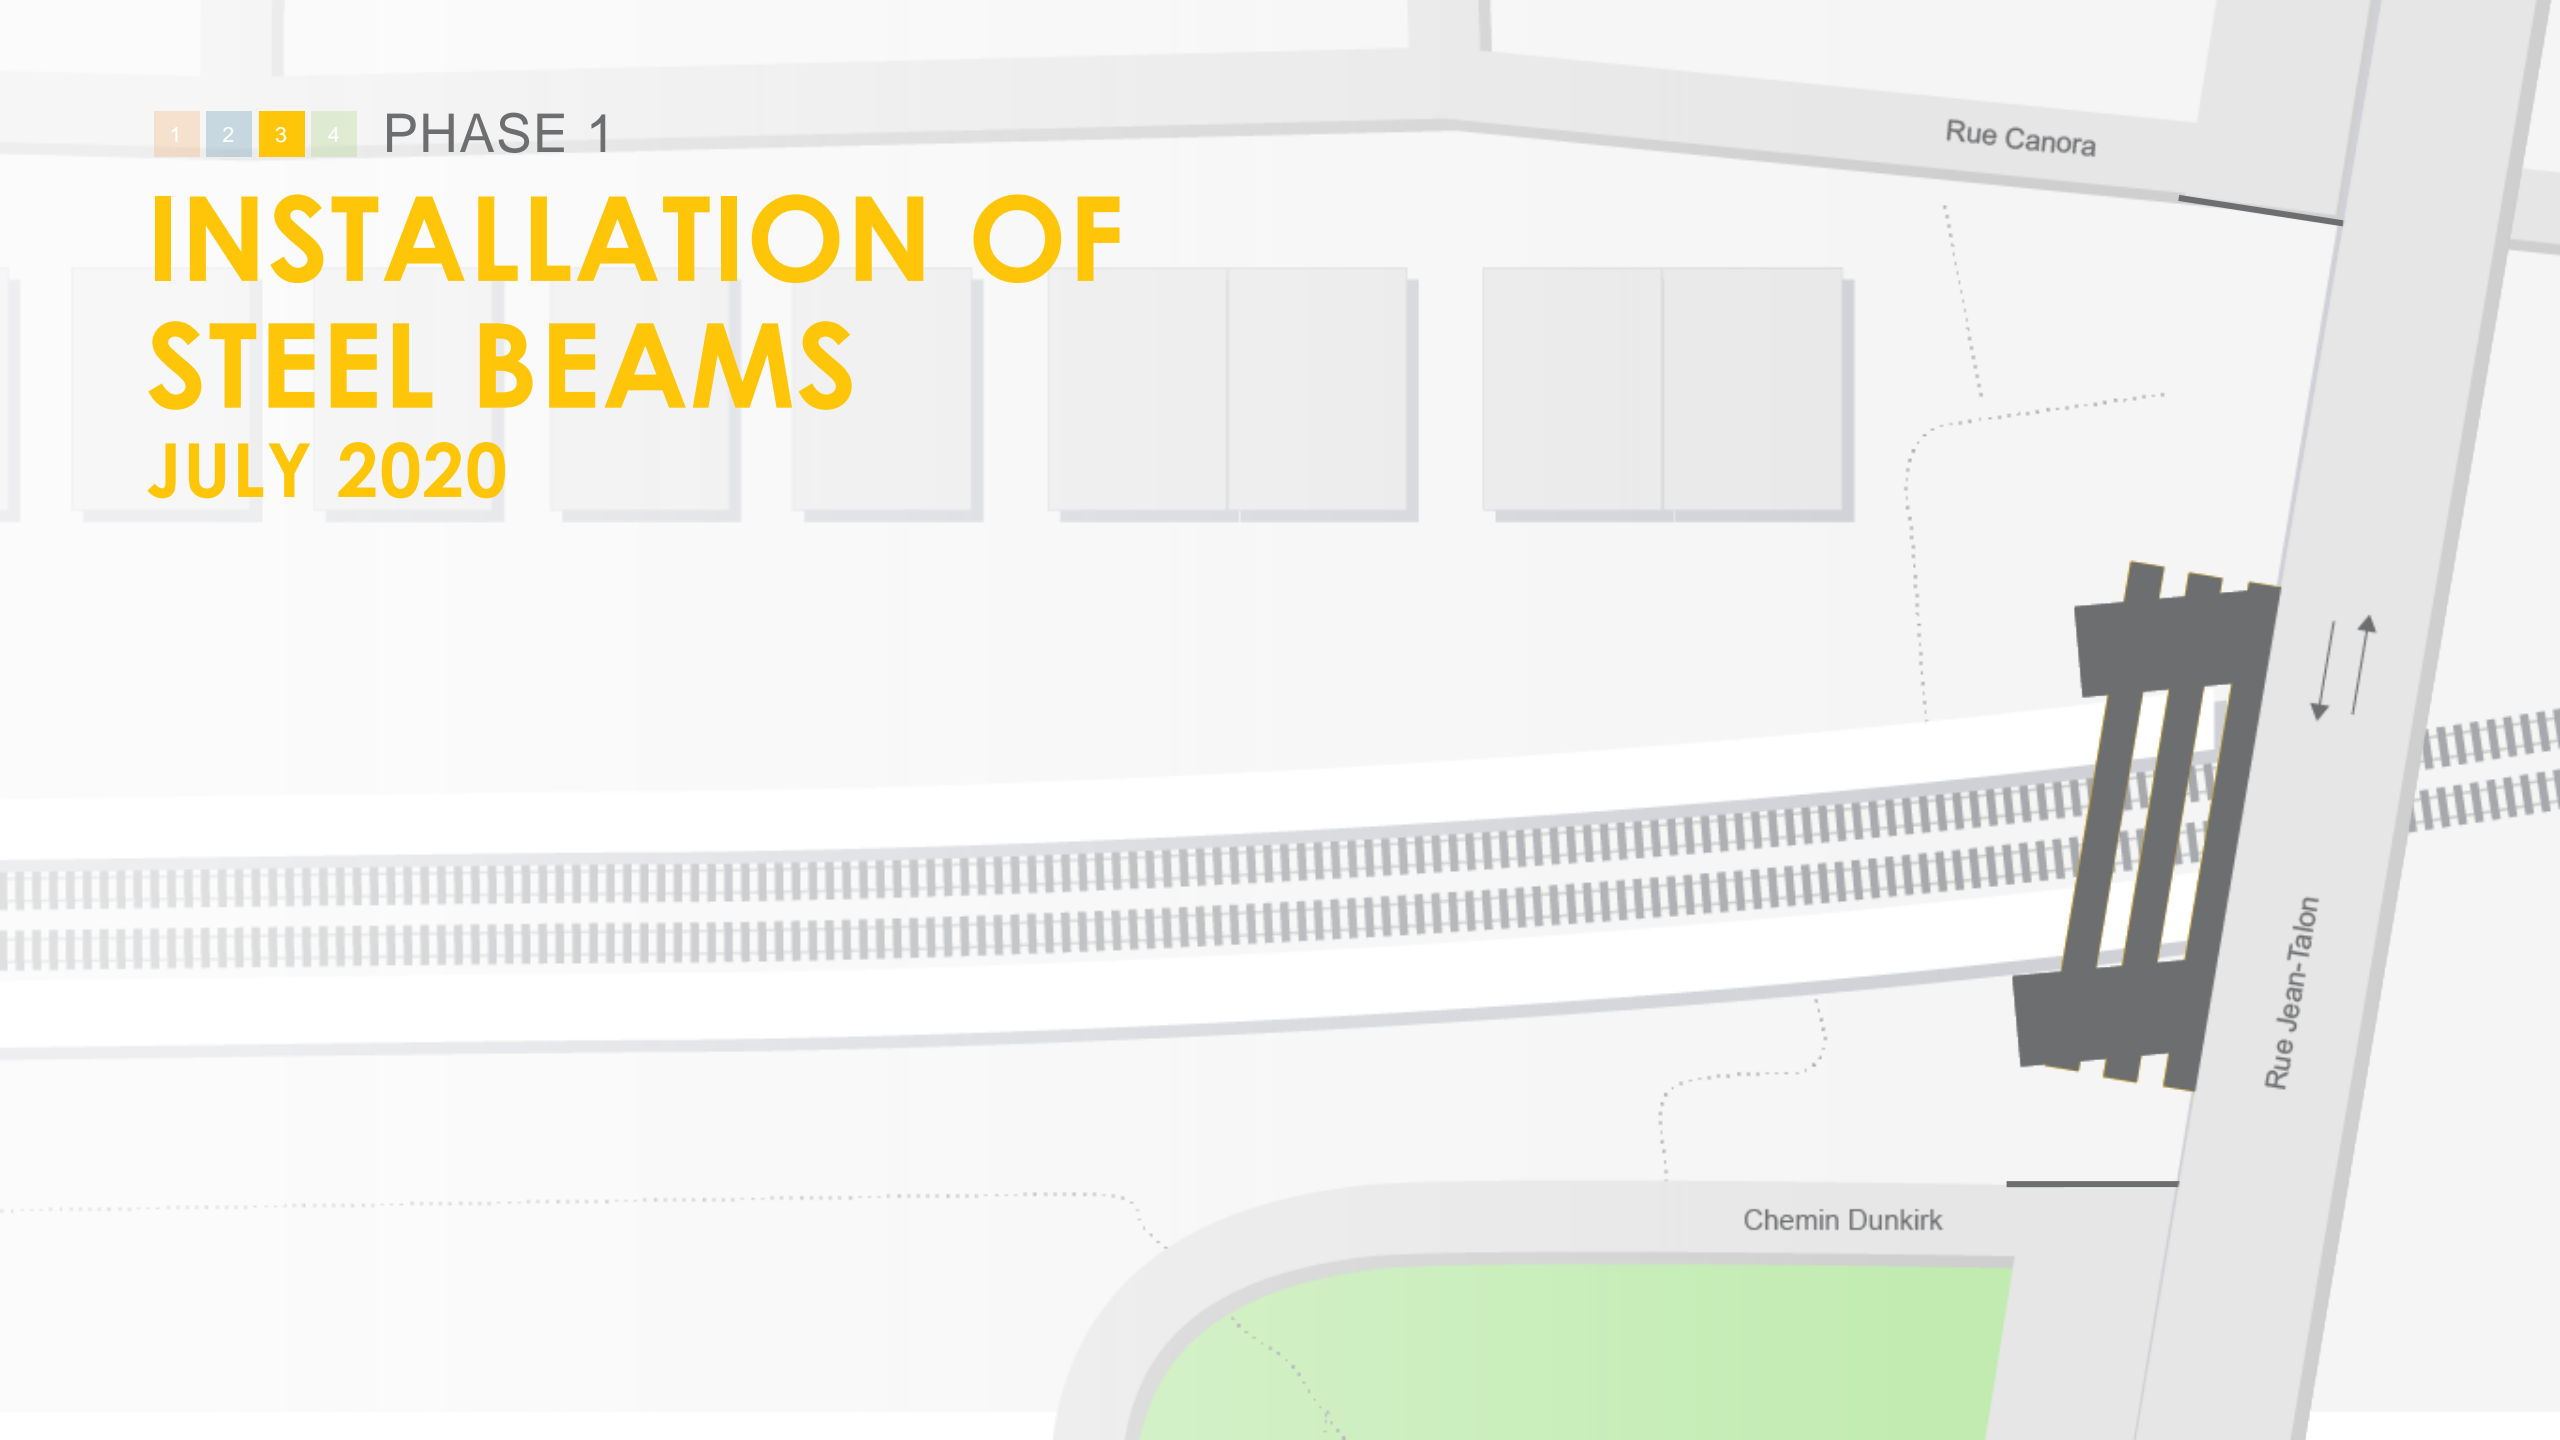 1 2 3 4 PHASE 1
INSTALLATION OF
STEEL BEAMS
JULY 2020
Rue Canora
Rue Jean-Talon
Chemin Dunkirk